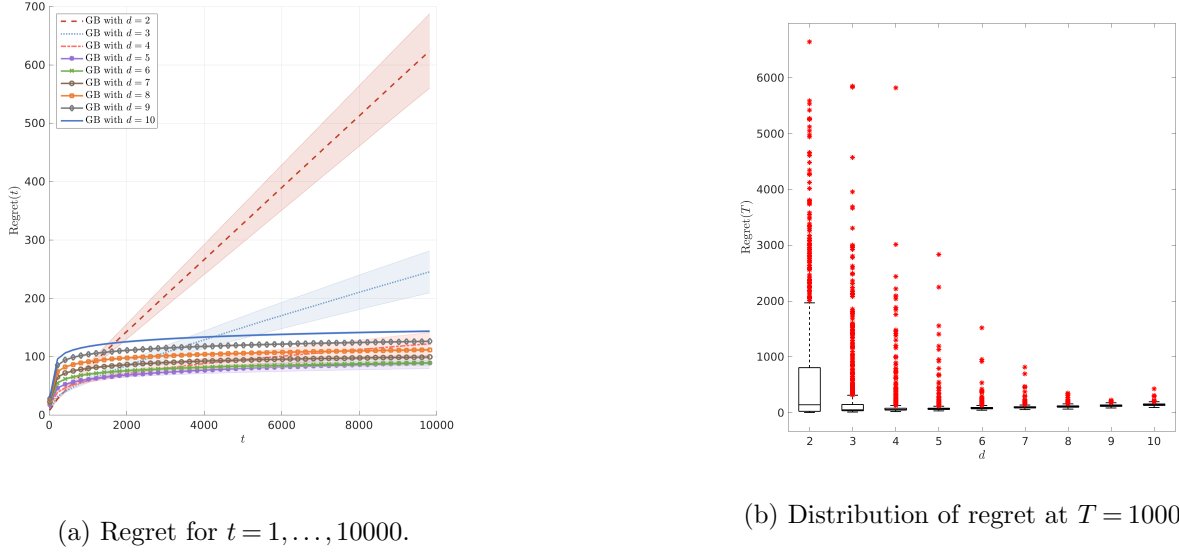 700
600
500
400
300
200
100
0
Regret(t)
GB with d = 2
GB with d = 3
GB with d = 4
GB with d = 5
GB with d = 6
GB with d = 7
GB with d = 8
GB with d = 9
GB with d = 10
0 2000 4000 6000 8000 10000
t
(a) Regret for t = 1, . . . , 10000.
6000
5000
4000
3000
2000
1000
0
Regret(T)
2 3 4 5 6 7 8 9 10
d
(b) Distribution of regret at T = 1000